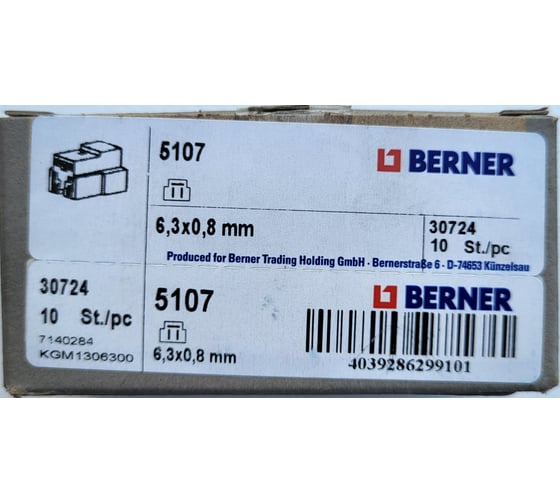 5107
BERNER
6,3x0,8 mm
30724
10 St./pc
Produced for Berner Trading Holding GmbH · Bernerstraße 6 · D-74653 Künzelsau
30724
10 St./pc
7140284
KGM1306300
5107
6,3x0,8 mm
BERNER
4039286299101